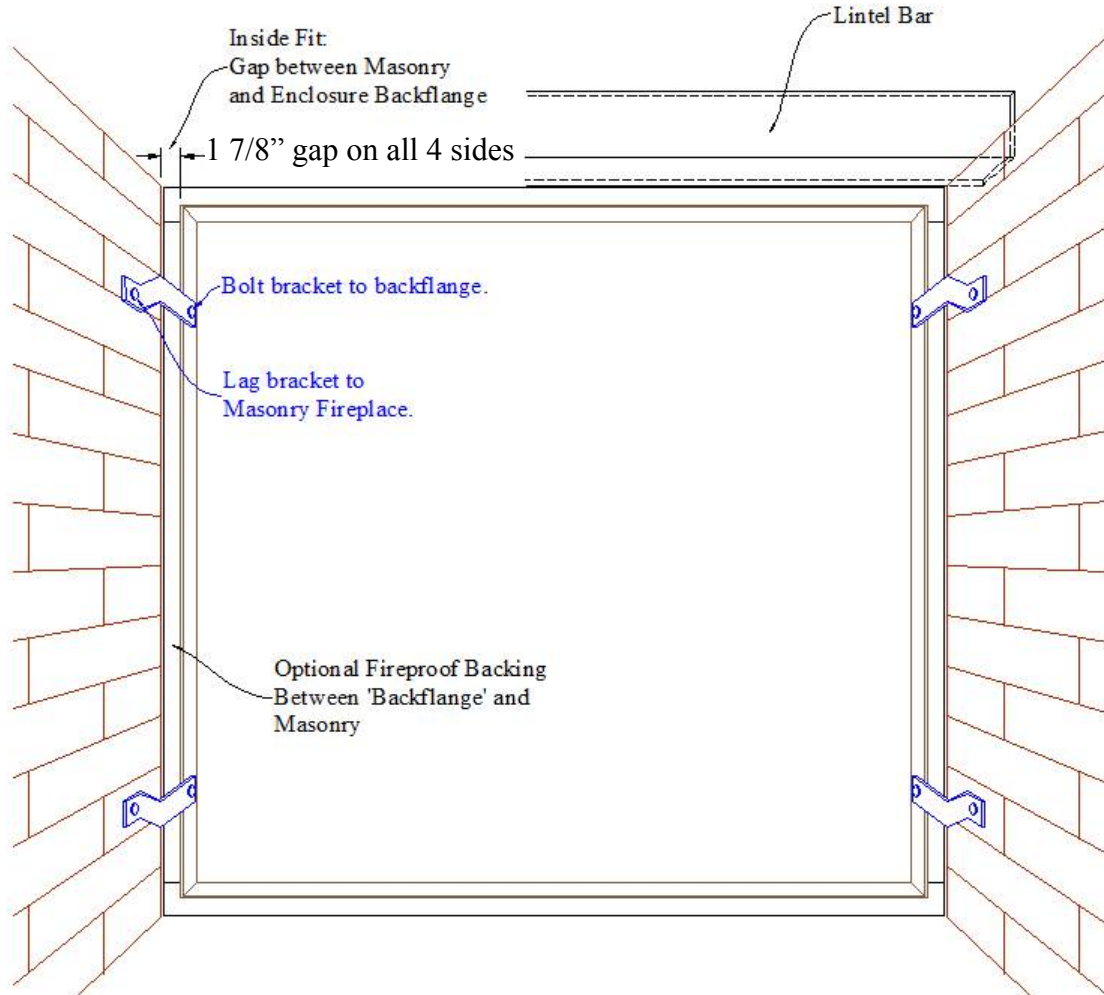 Lintel Bar
Inside Fit:
Gap between Masonry
and Enclosure Backflange
1 7/8” gap on all 4 sides
Bolt bracket to backflange.
Lag bracket to
Masonry Fireplace.
Optional Fireproof Backing
Between 'Backflange' and
Masonry